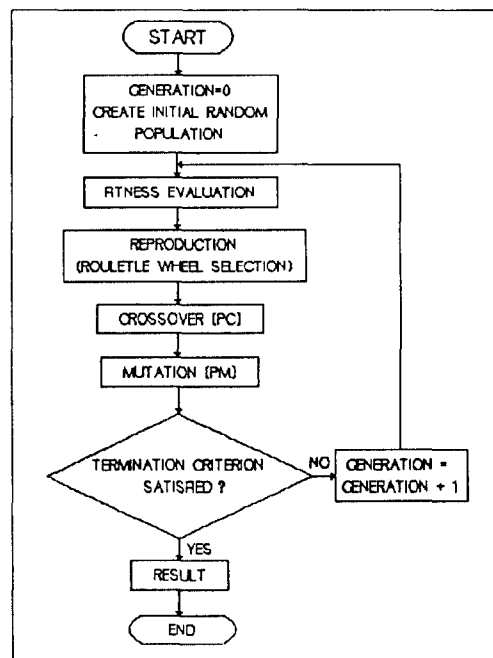 START
GENERATION=0
CREATE INITIAL RANDOM
POPULATION
FITNESS EVALUATION
REPRODUCTION
(ROULETLE WHEEL SELECTION)
CROSSOVER [PC]
MUTATION [PM]
TERMINATION CRITERION
SATISFIED ?
NO
GENERATION =
GENERATION + 1
YES
RESULT
END